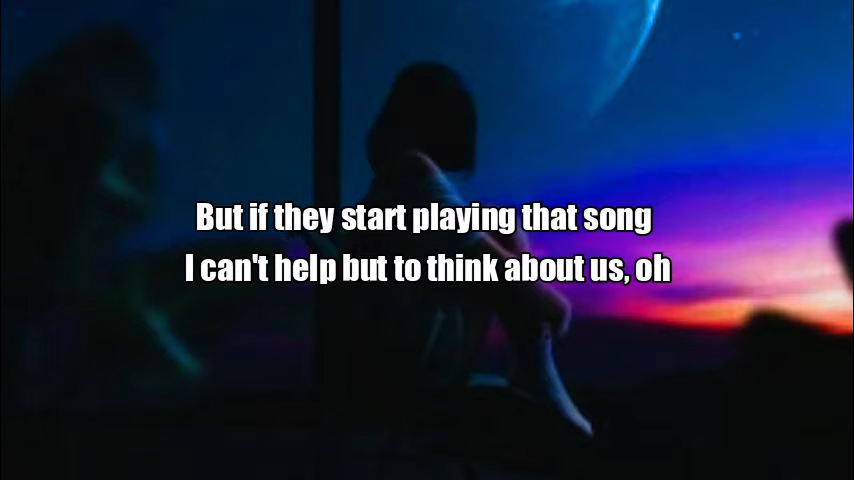 But if they start playing that song
I can't help but to think about us, oh